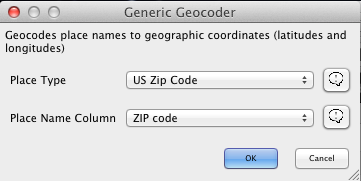 Generic Geocoder
Geocodes place names to geographic coordinates (latitudes and
longitudes)
Place Type US Zip Code
Place Name Column ZIP code
OK Cancel